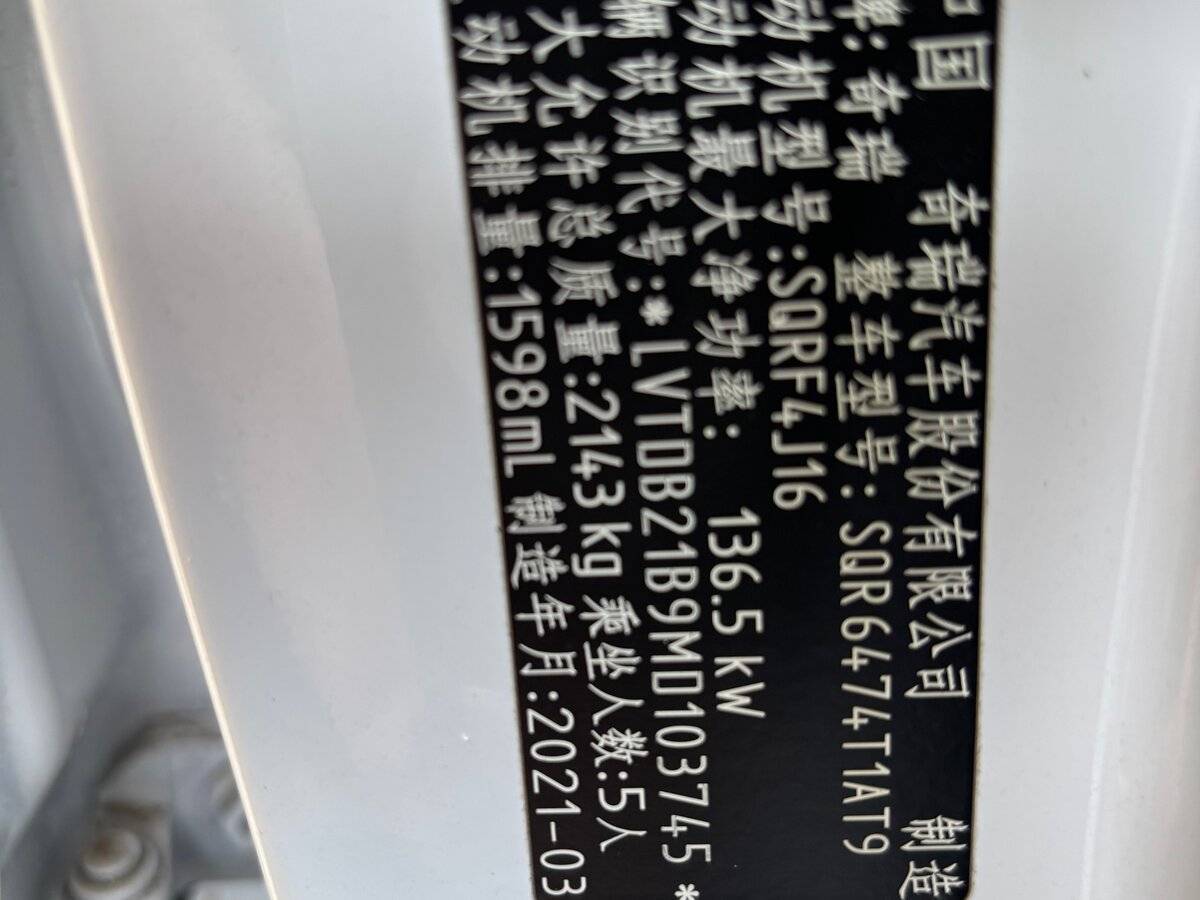 中国 奇瑞汽车股份有限公司 制造
牌:奇瑞 整车型号:SQR6474T1AT9
动机型号:SQRF4J16
动机最大净功率: 136.5 kW
辆识别代号:*LVTDB21B9MD103745*
大允许总质量:2143kg 乘坐人数:5人
动机排量:1598mL 制造年月:2021-03